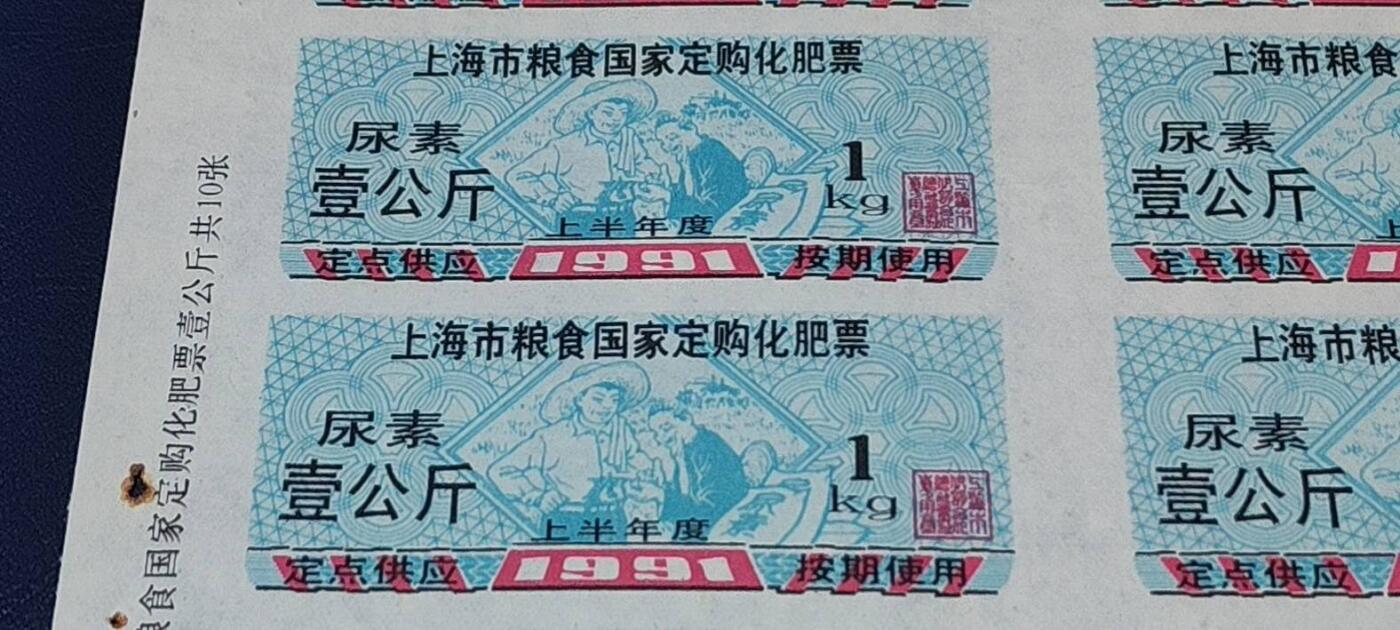 上海市粮食国家定购化肥票
尿素
壹公斤
1
kg
上半年度
定点供应
1991
按期使用
上海市粮食
尿素
壹公斤
定点供应
上海市粮食国家定购化肥票
尿素
壹公斤
1
kg
上半年度
定点供应
1991
按期使用
上海市粮
尿素
壹公斤
定点供应
食国家定购化肥票壹公斤共10张